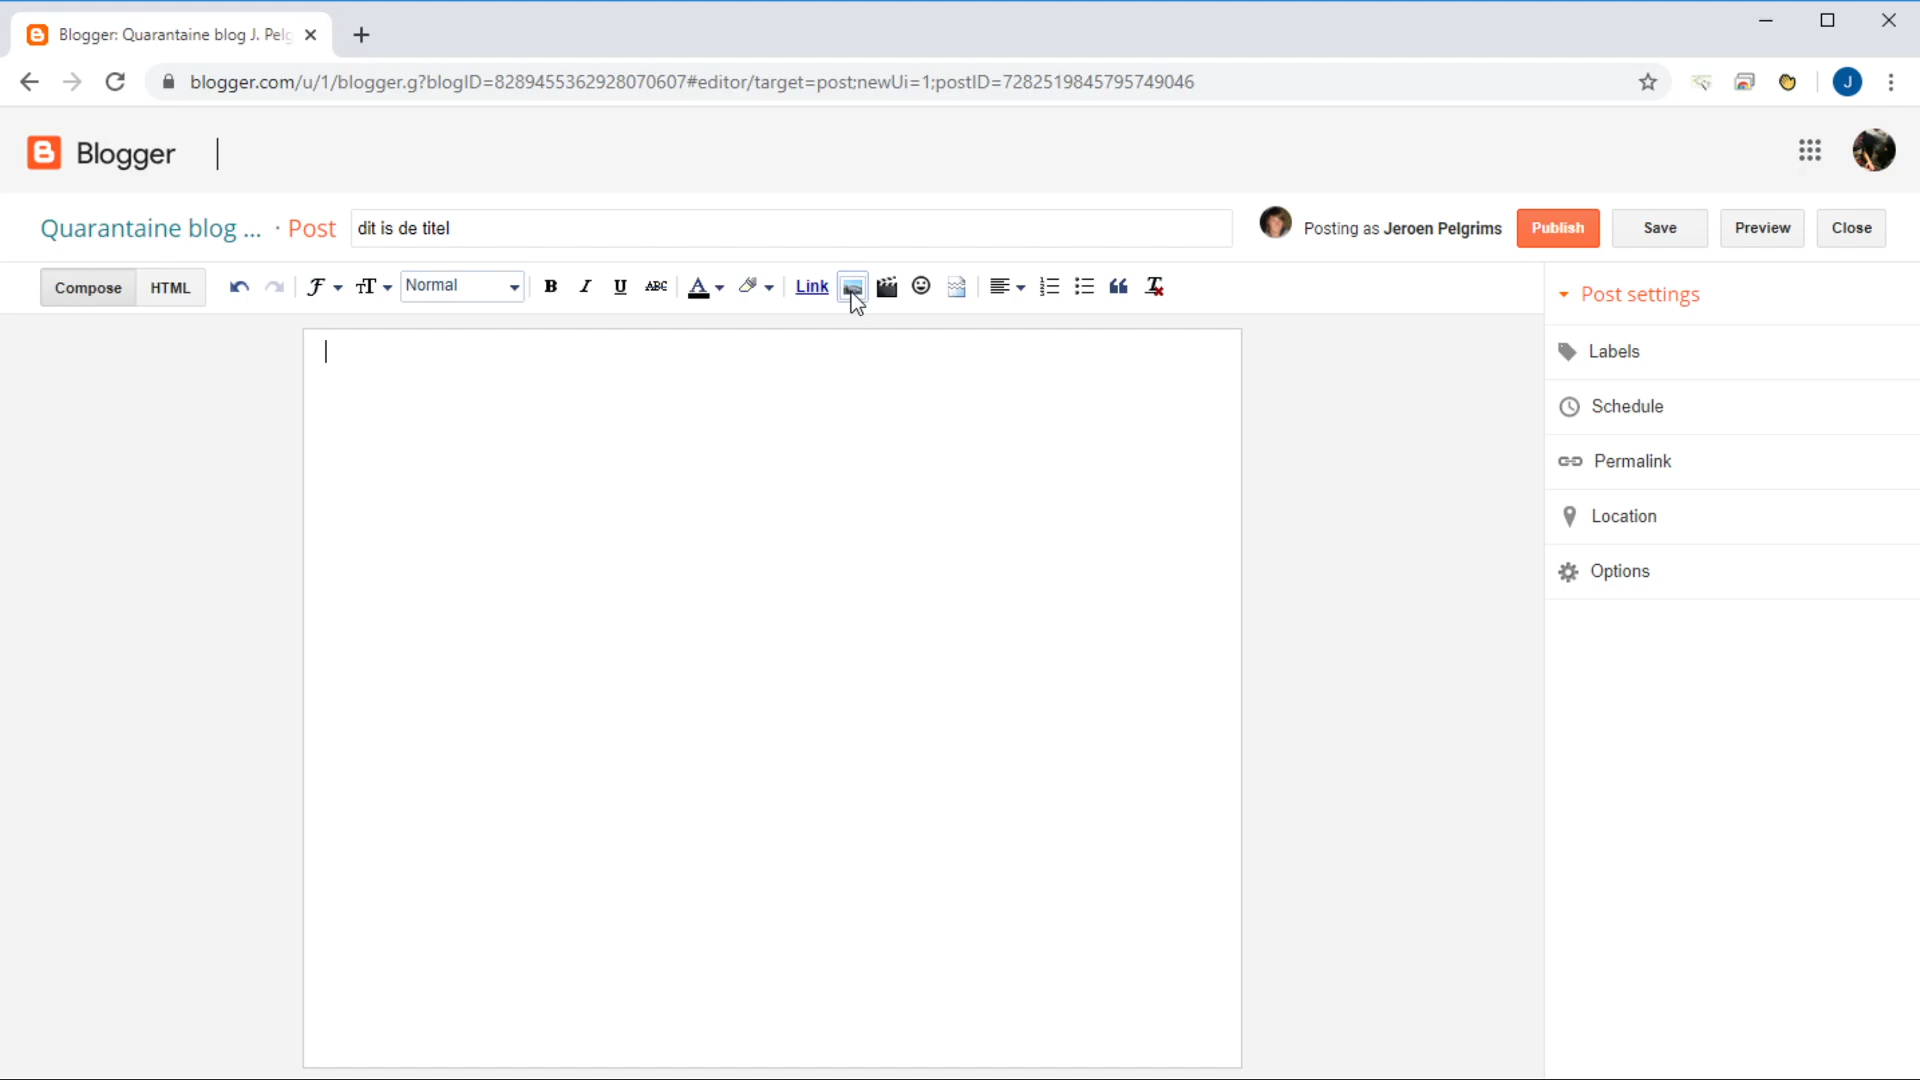 Blogger: Quarantaine blog J. Pelg
blogger.com/u/1/blogger.g?blogID=8289455362928070607#editor/target=post;newUi=1;postID=7282519845795749046
J
Blogger
Quarantaine blog ... · Post dit is de titel Posting as Jeroen Pelgrims Publish Save Preview Close
Compose HTML Normal B I U ABC A Link
Post settings
Labels
Schedule
Permalink
Location
Options